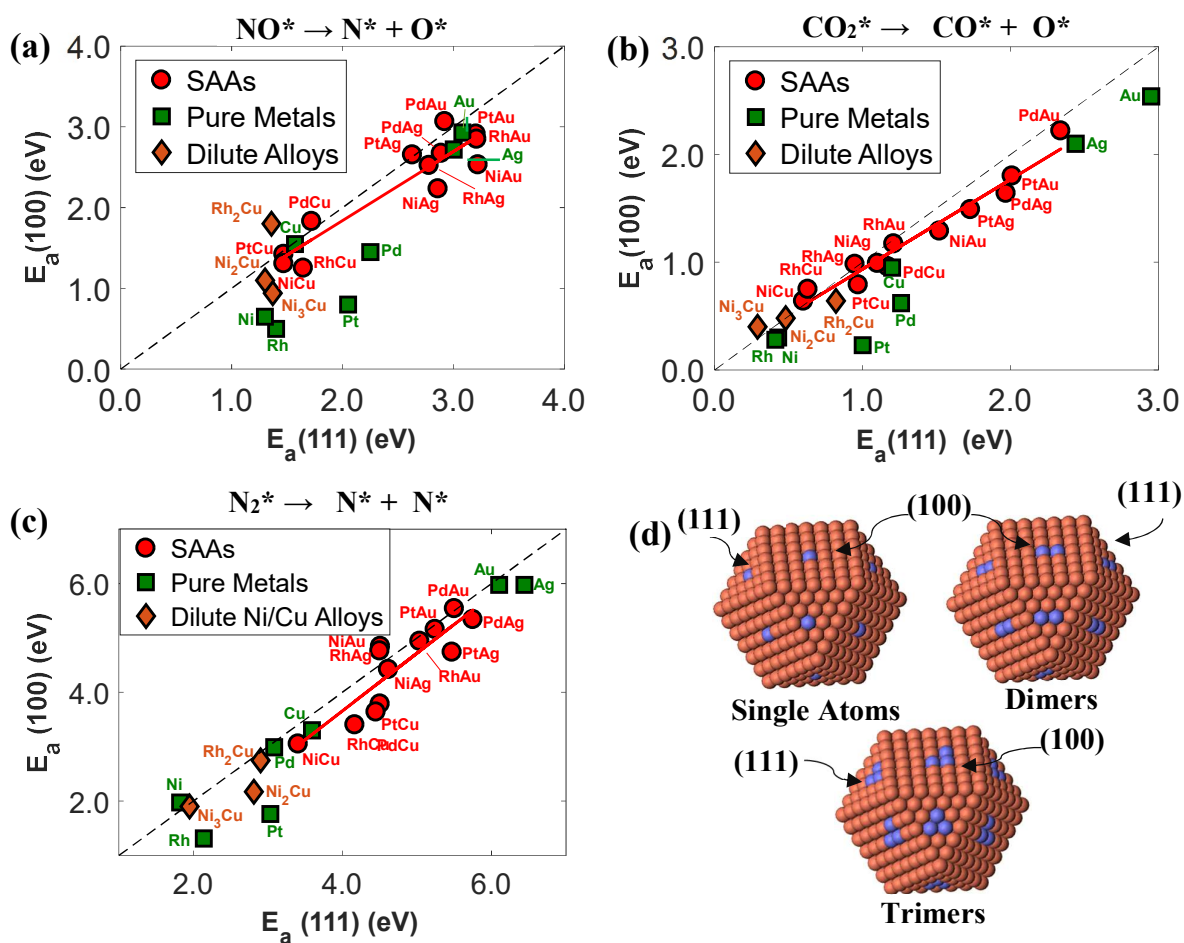 (a)
NO* → N* + O*
4.0
3.0
2.0
1.0
0.0
E_a(100) (eV)
SAAs
Pure Metals
Dilute Alloys
PdAu
Au
PtAu
RhAu
PdAg
PtAg
Ag
NiAu
RhAg
NiAg
Rh₂Cu
PdCu
Cu
PtCu
Pd
Ni₂Cu
RhCu
NiCu
Ni₃Cu
Ni
Pt
Rh
0.0 1.0 2.0 3.0 4.0
E_a(111) (eV)
(b)
CO₂* → CO* + O*
3.0
2.0
1.0
0.0
E_a(100) (eV)
SAAs
Pure Metals
Dilute Alloys
Au
PdAu
Ag
PtAu
PdAg
PtAg
RhAu
NiAu
NiAg
RhAg
PdCu
RhCu
Cu
NiCu
PtCu
Ni₃Cu
Pd
Rh₂Cu
Ni₂Cu
Pt
Rh
Ni
0.0 1.0 2.0 3.0
E_a(111) (eV)
(c)
N₂* → N* + N*
6.0
4.0
2.0
E_a(100) (eV)
SAAs
Pure Metals
Dilute Ni/Cu Alloys
Au
Ag
PdAu
PtAu
PdAg
NiAu
RhAg
PtAg
RhAu
NiAg
Cu
PtCu
RhCu
PdCu
NiCu
Rh₂Cu
Pd
Ni
Ni₂Cu
Ni₃Cu
Pt
Rh
2.0 4.0 6.0
E_a(111) (eV)
(d)
(111)
(100)
(111)
Single Atoms
Dimers
(111)
(100)
Trimers